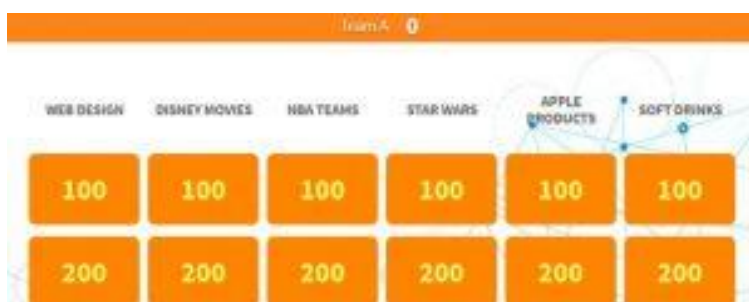 Team A 0
WEB DESIGN DISNEY MOVIES NBA TEAMS STAR WARS APPLE PRODUCTS SOFT DRINKS
100 100 100 100 100 100
200 200 200 200 200 200